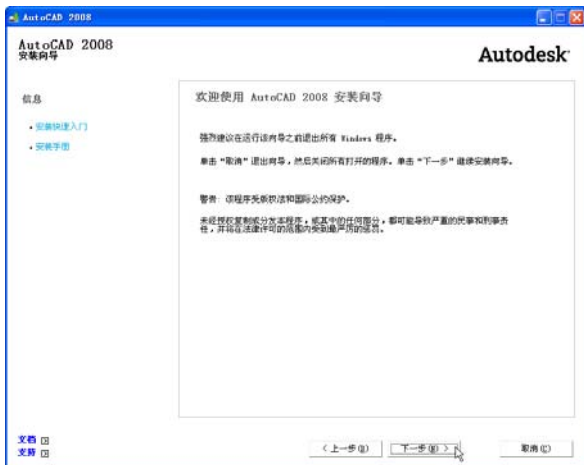 AutoCAD 2008
AutoCAD 2008
安装向导
Autodesk
信息
• 安装快速入门
• 安装手册
欢迎使用 AutoCAD 2008 安装向导
强烈建议在运行该向导之前退出所有 Windows 程序。
单击“取消”退出向导，然后关闭所有打开的程序。单击“下一步”继续安装向导。
警告: 该程序受版权法和国际公约保护。
未经授权复制或分发本程序，或其中的任何部分，都可能导致严重的民事和刑事责
任，并将在法律许可的范围内受到最严厉的惩罚。
文档
支持
< 上一步(B)
下一步(N) >
取消(C)